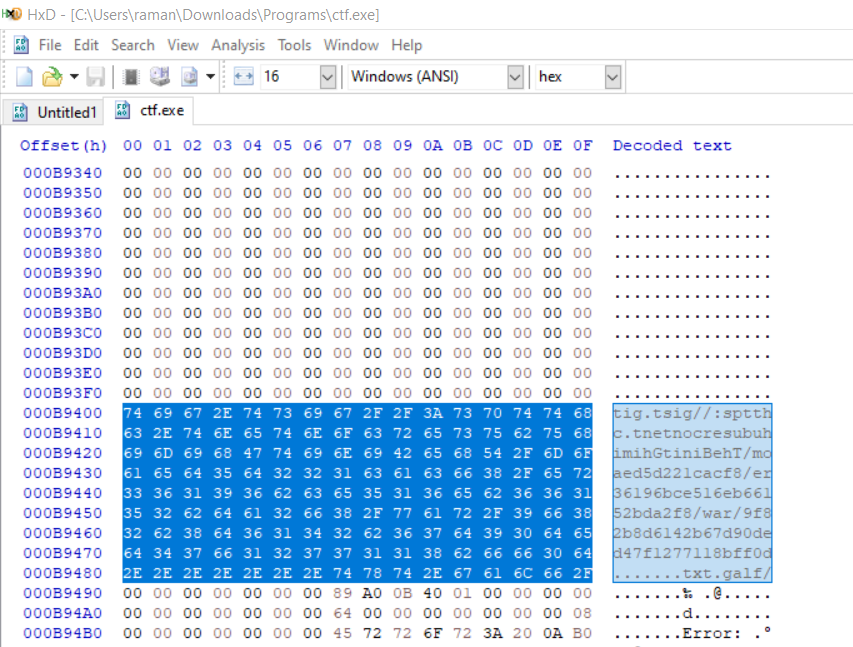 HxD - [C:\Users\raman\Downloads\Programs\ctf.exe]
File Edit Search View Analysis Tools Window Help
16 Windows (ANSI) hex
Untitled1 ctf.exe
Offset(h) 00 01 02 03 04 05 06 07 08 09 0A 0B 0C 0D 0E 0F Decoded text
000B9340 00 00 00 00 00 00 00 00 00 00 00 00 00 00 00 00 ................
000B9350 00 00 00 00 00 00 00 00 00 00 00 00 00 00 00 00 ................
000B9360 00 00 00 00 00 00 00 00 00 00 00 00 00 00 00 00 ................
000B9370 00 00 00 00 00 00 00 00 00 00 00 00 00 00 00 00 ................
000B9380 00 00 00 00 00 00 00 00 00 00 00 00 00 00 00 00 ................
000B9390 00 00 00 00 00 00 00 00 00 00 00 00 00 00 00 00 ................
000B93A0 00 00 00 00 00 00 00 00 00 00 00 00 00 00 00 00 ................
000B93B0 00 00 00 00 00 00 00 00 00 00 00 00 00 00 00 00 ................
000B93C0 00 00 00 00 00 00 00 00 00 00 00 00 00 00 00 00 ................
000B93D0 00 00 00 00 00 00 00 00 00 00 00 00 00 00 00 00 ................
000B93E0 00 00 00 00 00 00 00 00 00 00 00 00 00 00 00 00 ................
000B93F0 00 00 00 00 00 00 00 00 00 00 00 00 00 00 00 00 ................
000B9400 74 69 67 2E 74 73 69 67 2F 2F 3A 73 70 74 74 68 tig.tsig//:sptth
000B9410 63 2E 74 6E 65 74 6E 6F 63 72 65 73 75 62 75 68 c.tnetnocresubuh
000B9420 69 6D 69 68 47 74 69 6E 69 42 65 68 54 2F 6D 6F imihGtiniBehT/mo
000B9430 61 65 64 35 64 32 32 31 63 61 63 66 38 2F 65 72 aed5d221cacf8/er
000B9440 33 36 31 39 36 62 63 65 35 31 36 65 62 36 36 31 36196bce516eb661
000B9450 35 32 62 64 61 32 66 38 2F 77 61 72 2F 39 66 38 52bda2f8/war/9f8
000B9460 32 62 38 64 36 31 34 32 62 36 37 64 39 30 64 65 2b8d6142b67d90de
000B9470 64 34 37 66 31 32 37 37 31 31 38 62 66 66 30 64 d47f1277118bff0d
000B9480 2E 2E 2E 2E 2E 2E 2E 74 78 74 2E 67 61 6C 66 2F .......txt.galf/
000B9490 00 00 00 00 00 00 00 89 A0 0B 40 01 00 00 00 00 .......‰ .@.....
000B94A0 00 00 00 00 00 00 00 64 00 00 00 00 00 00 00 08 .......d........
000B94B0 00 00 00 00 00 00 00 45 72 72 6F 72 3A 20 0A B0 .......Error: .°